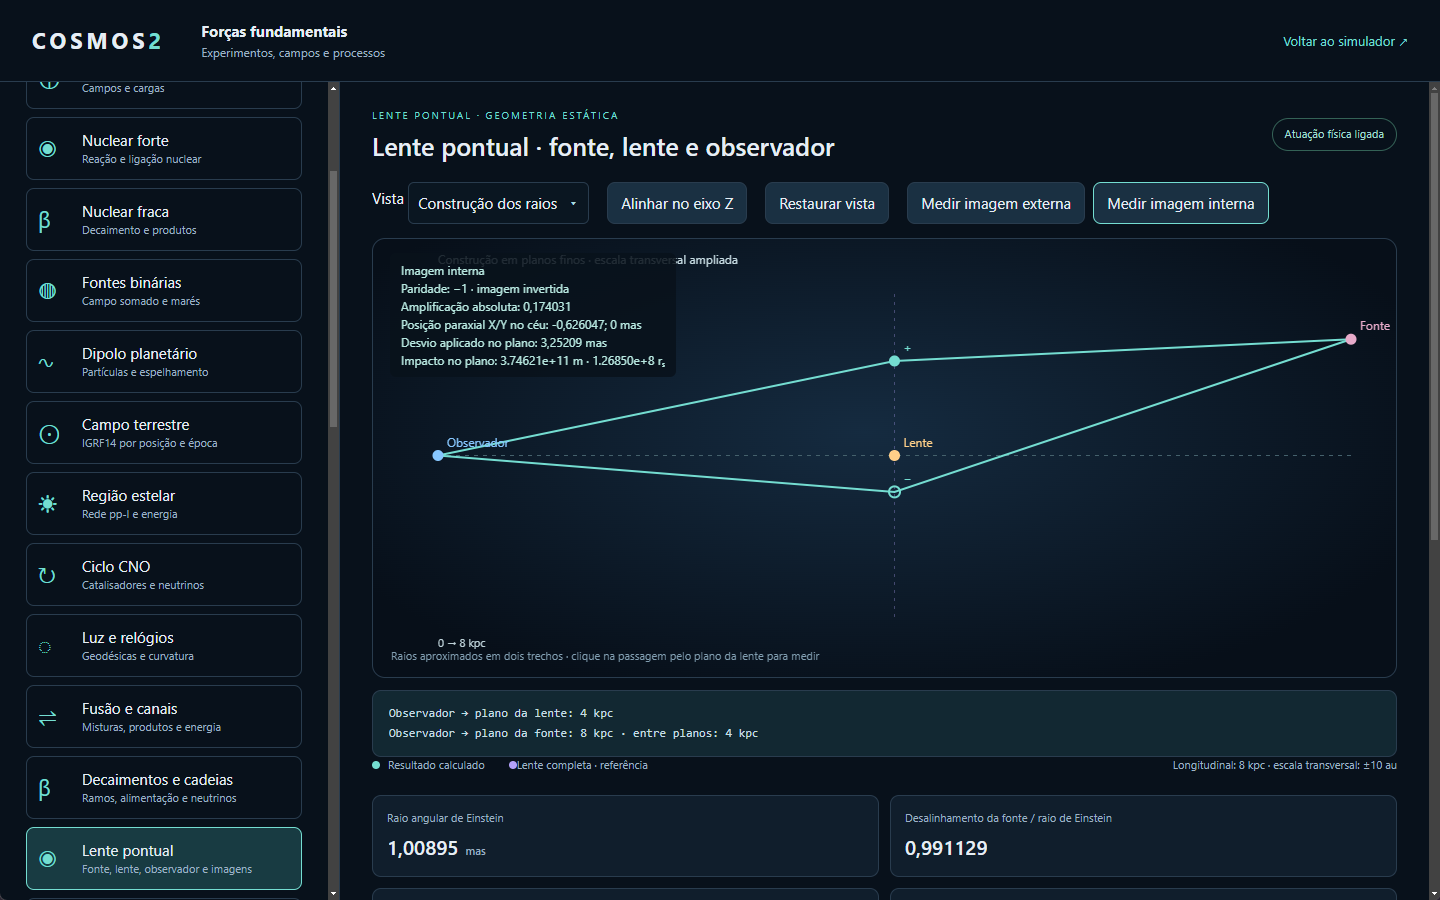 COSMOS2
Forças fundamentais
Experimentos, campos e processos
Voltar ao simulador ↗
Campos e cargas
Nuclear forte
Reação e ligação nuclear
β
Nuclear fraca
Decaimento e produtos
Fontes binárias
Campo somado e marés
Dipolo planetário
Partículas e espelhamento
Campo terrestre
IGRF14 por posição e época
Região estelar
Rede pp-I e energia
Ciclo CNO
Catalisadores e neutrinos
Luz e relógios
Geodésicas e curvatura
Fusão e canais
Misturas, produtos e energia
β
Decaimentos e cadeias
Ramos, alimentação e neutrinos
Lente pontual
Fonte, lente, observador e imagens
LENTE PONTUAL · GEOMETRIA ESTÁTICA
Lente pontual · fonte, lente e observador
Atuação física ligada
Vista
Construção dos raios
Alinhar no eixo Z
Restaurar vista
Medir imagem externa
Medir imagem interna
Construção em planos finos · escala transversal ampliada
Imagem interna
Paridade: −1 · imagem invertida
Amplificação absoluta: 0,174031
Posição paraxial X/Y no céu: -0,626047; 0 mas
Desvio aplicado no plano: 3,25209 mas
Impacto no plano: 3.74621e+11 m · 1.26850e+8 rₛ
+
Fonte
Observador
Lente
−
0 → 8 kpc
Raios aproximados em dois trechos · clique na passagem pelo plano da lente para medir
Observador → plano da lente: 4 kpc
Observador → plano da fonte: 8 kpc · entre planos: 4 kpc
Resultado calculado
Lente completa · referência
Longitudinal: 8 kpc · escala transversal: ±10 au
Raio angular de Einstein
1,00895 mas
Desalinhamento da fonte / raio de Einstein
0,991129